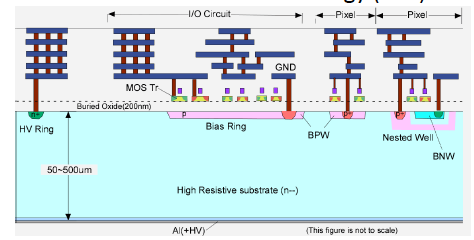 I/O Circuit
Pixel
Pixel
GND
MOS Tr
Buried Oxide(200nm)
n+
p
p+
p+
HV Ring
Bias Ring
BPW
Nested Well
BNW
50~500um
High Resistive substrate (n--)
Al(+HV)
(This figure is not to scale)